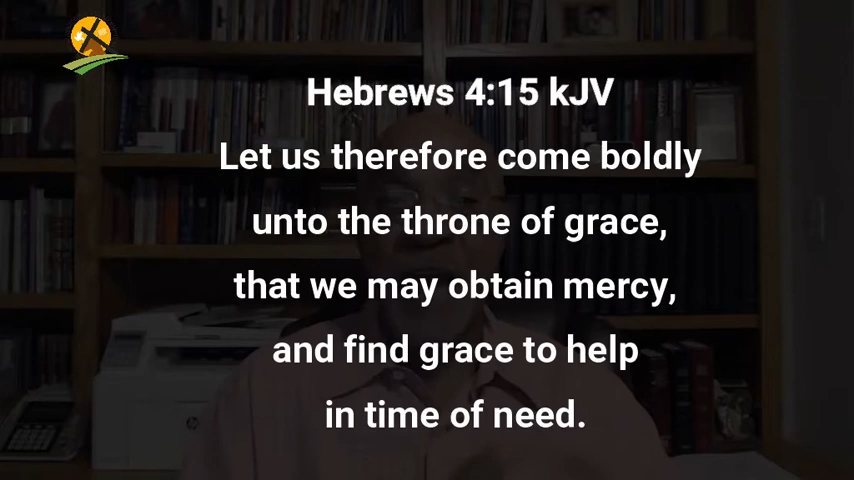 Hebrews 4:15 kJV
Let us therefore come boldly
unto the throne of grace,
that we may obtain mercy,
and find grace to help
in time of need.